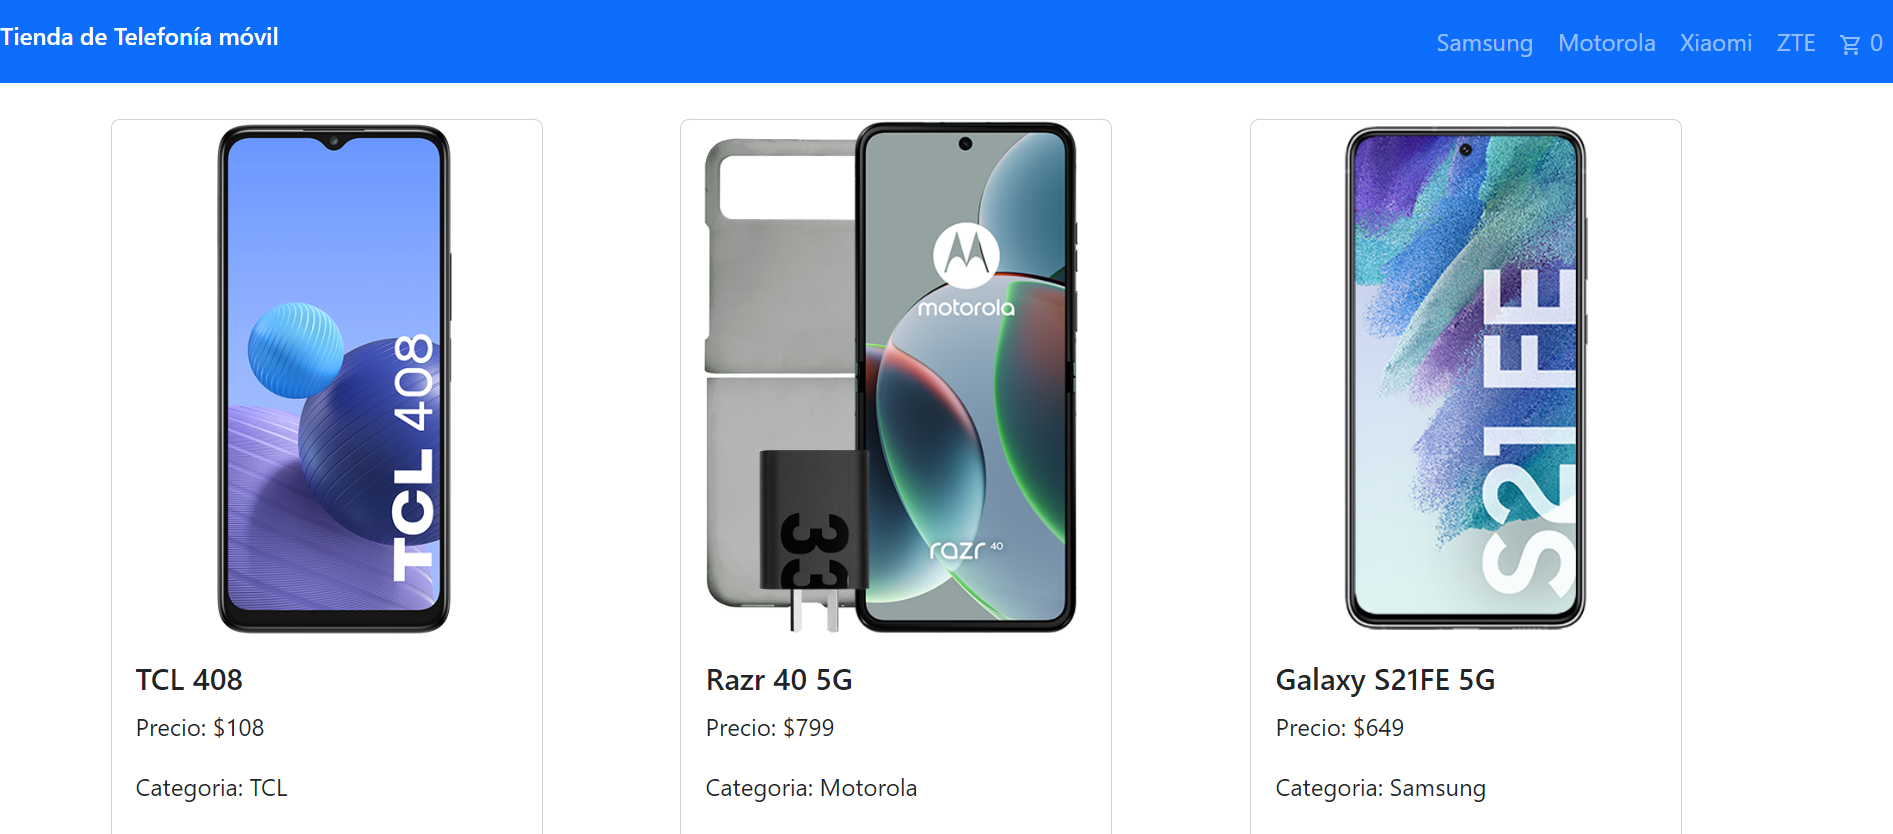 Tienda de Telefonía móvil
Samsung Motorola Xiaomi ZTE 0
TCL 408
motorola
razr 40
33
S21FE
TCL 408
Precio: $108
Categoria: TCL
Razr 40 5G
Precio: $799
Categoria: Motorola
Galaxy S21FE 5G
Precio: $649
Categoria: Samsung